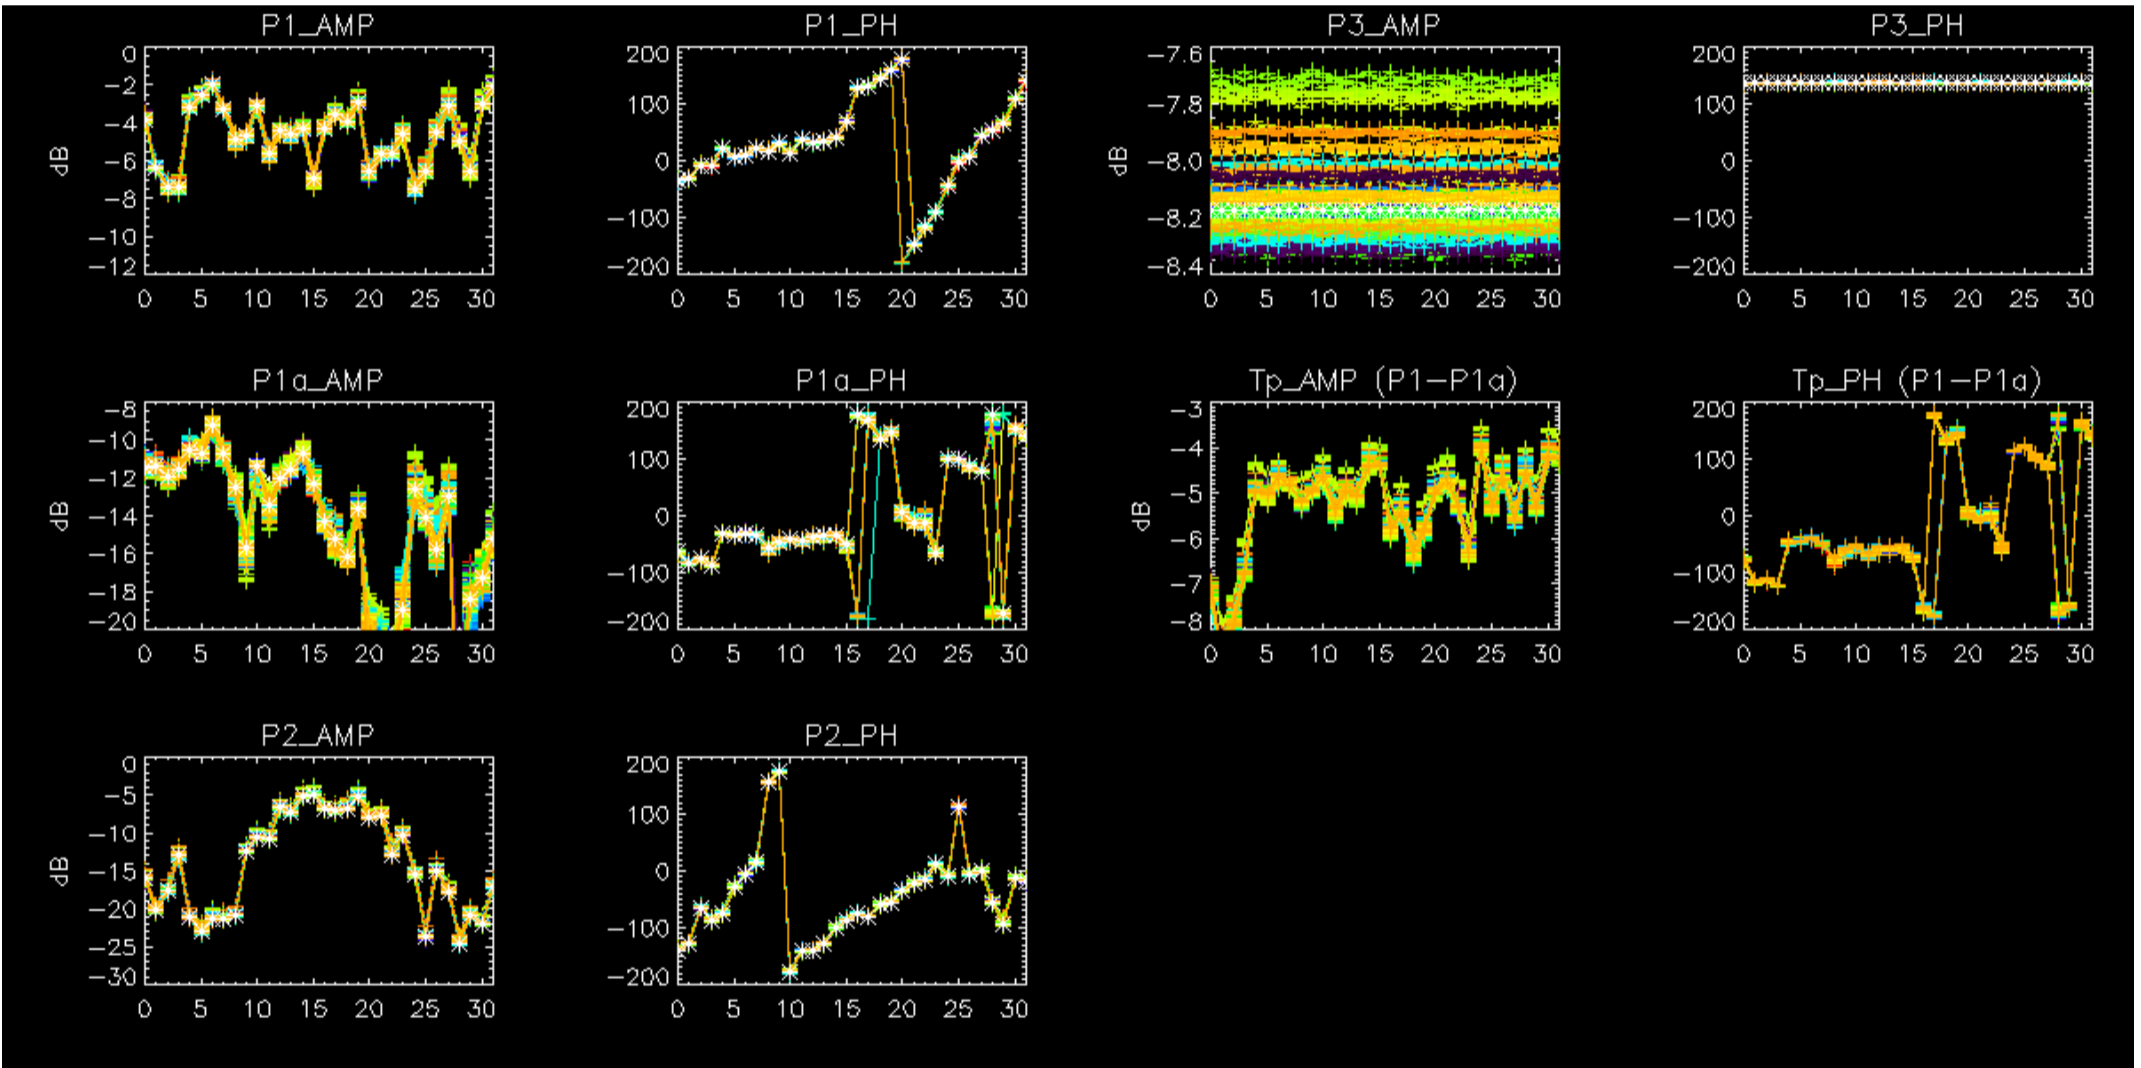 P1_AMP
P1_PH
P3_AMP
P3_PH
dB
0
−2
−4
−6
−8
−10
−12
0 5 10 15 20 25 30
200
100
0
−100
−200
0 5 10 15 20 25 30
dB
−7.6
−7.8
−8.0
−8.2
−8.4
0 5 10 15 20 25 30
200
100
0
−100
−200
0 5 10 15 20 25 30
P1a_AMP
P1a_PH
Tp_AMP (P1−P1a)
Tp_PH (P1−P1a)
dB
−8
−10
−12
−14
−16
−18
−20
0 5 10 15 20 25 30
200
100
0
−100
−200
0 5 10 15 20 25 30
dB
−3
−4
−5
−6
−7
−8
0 5 10 15 20 25 30
200
100
0
−100
−200
0 5 10 15 20 25 30
P2_AMP
P2_PH
dB
0
−5
−10
−15
−20
−25
−30
0 5 10 15 20 25 30
200
100
0
−100
−200
0 5 10 15 20 25 30